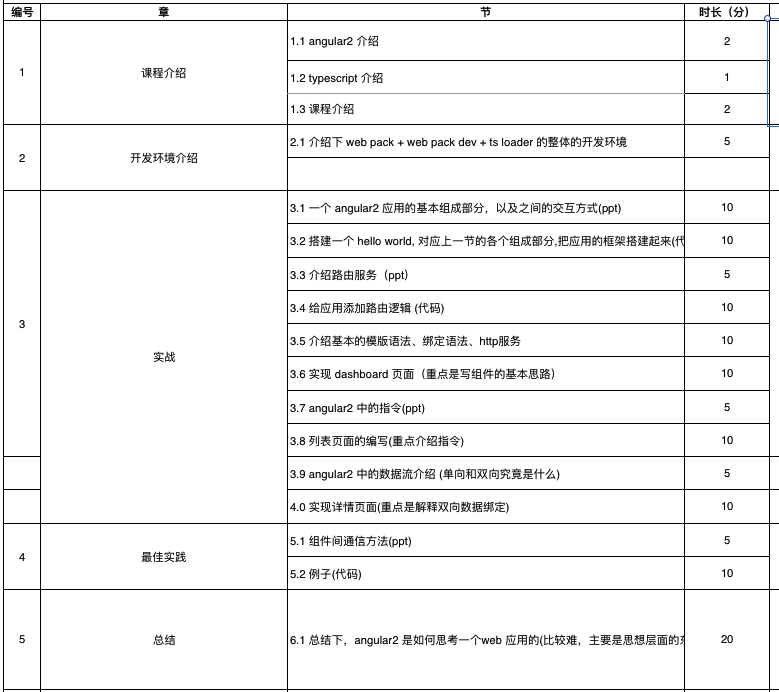 编号 章 节 时长（分）
1 课程介绍 1.1 angular2 介绍 2
1.2 typescript 介绍 1
1.3 课程介绍 2
2 开发环境介绍 2.1 介绍下 web pack + web pack dev + ts loader 的整体的开发环境 5
3 实战 3.1 一个 angular2 应用的基本组成部分，以及之间的交互方式(ppt) 10
3.2 搭建一个 hello world, 对应上一节的各个组成部分,把应用的框架搭建起来(代 10
3.3 介绍路由服务（ppt） 5
3.4 给应用添加路由逻辑 (代码) 10
3.5 介绍基本的模版语法、绑定语法、http服务 10
3.6 实现 dashboard 页面（重点是写组件的基本思路） 10
3.7 angular2 中的指令(ppt) 5
3.8 列表页面的编写(重点介绍指令) 10
3.9 angular2 中的数据流介绍 (单向和双向究竟是什么) 5
4.0 实现详情页面(重点是解释双向数据绑定) 10
4 最佳实践 5.1 组件间通信方法(ppt) 5
5.2 例子(代码) 10
5 总结 6.1 总结下，angular2 是如何思考一个web 应用的(比较难，主要是思想层面的 20